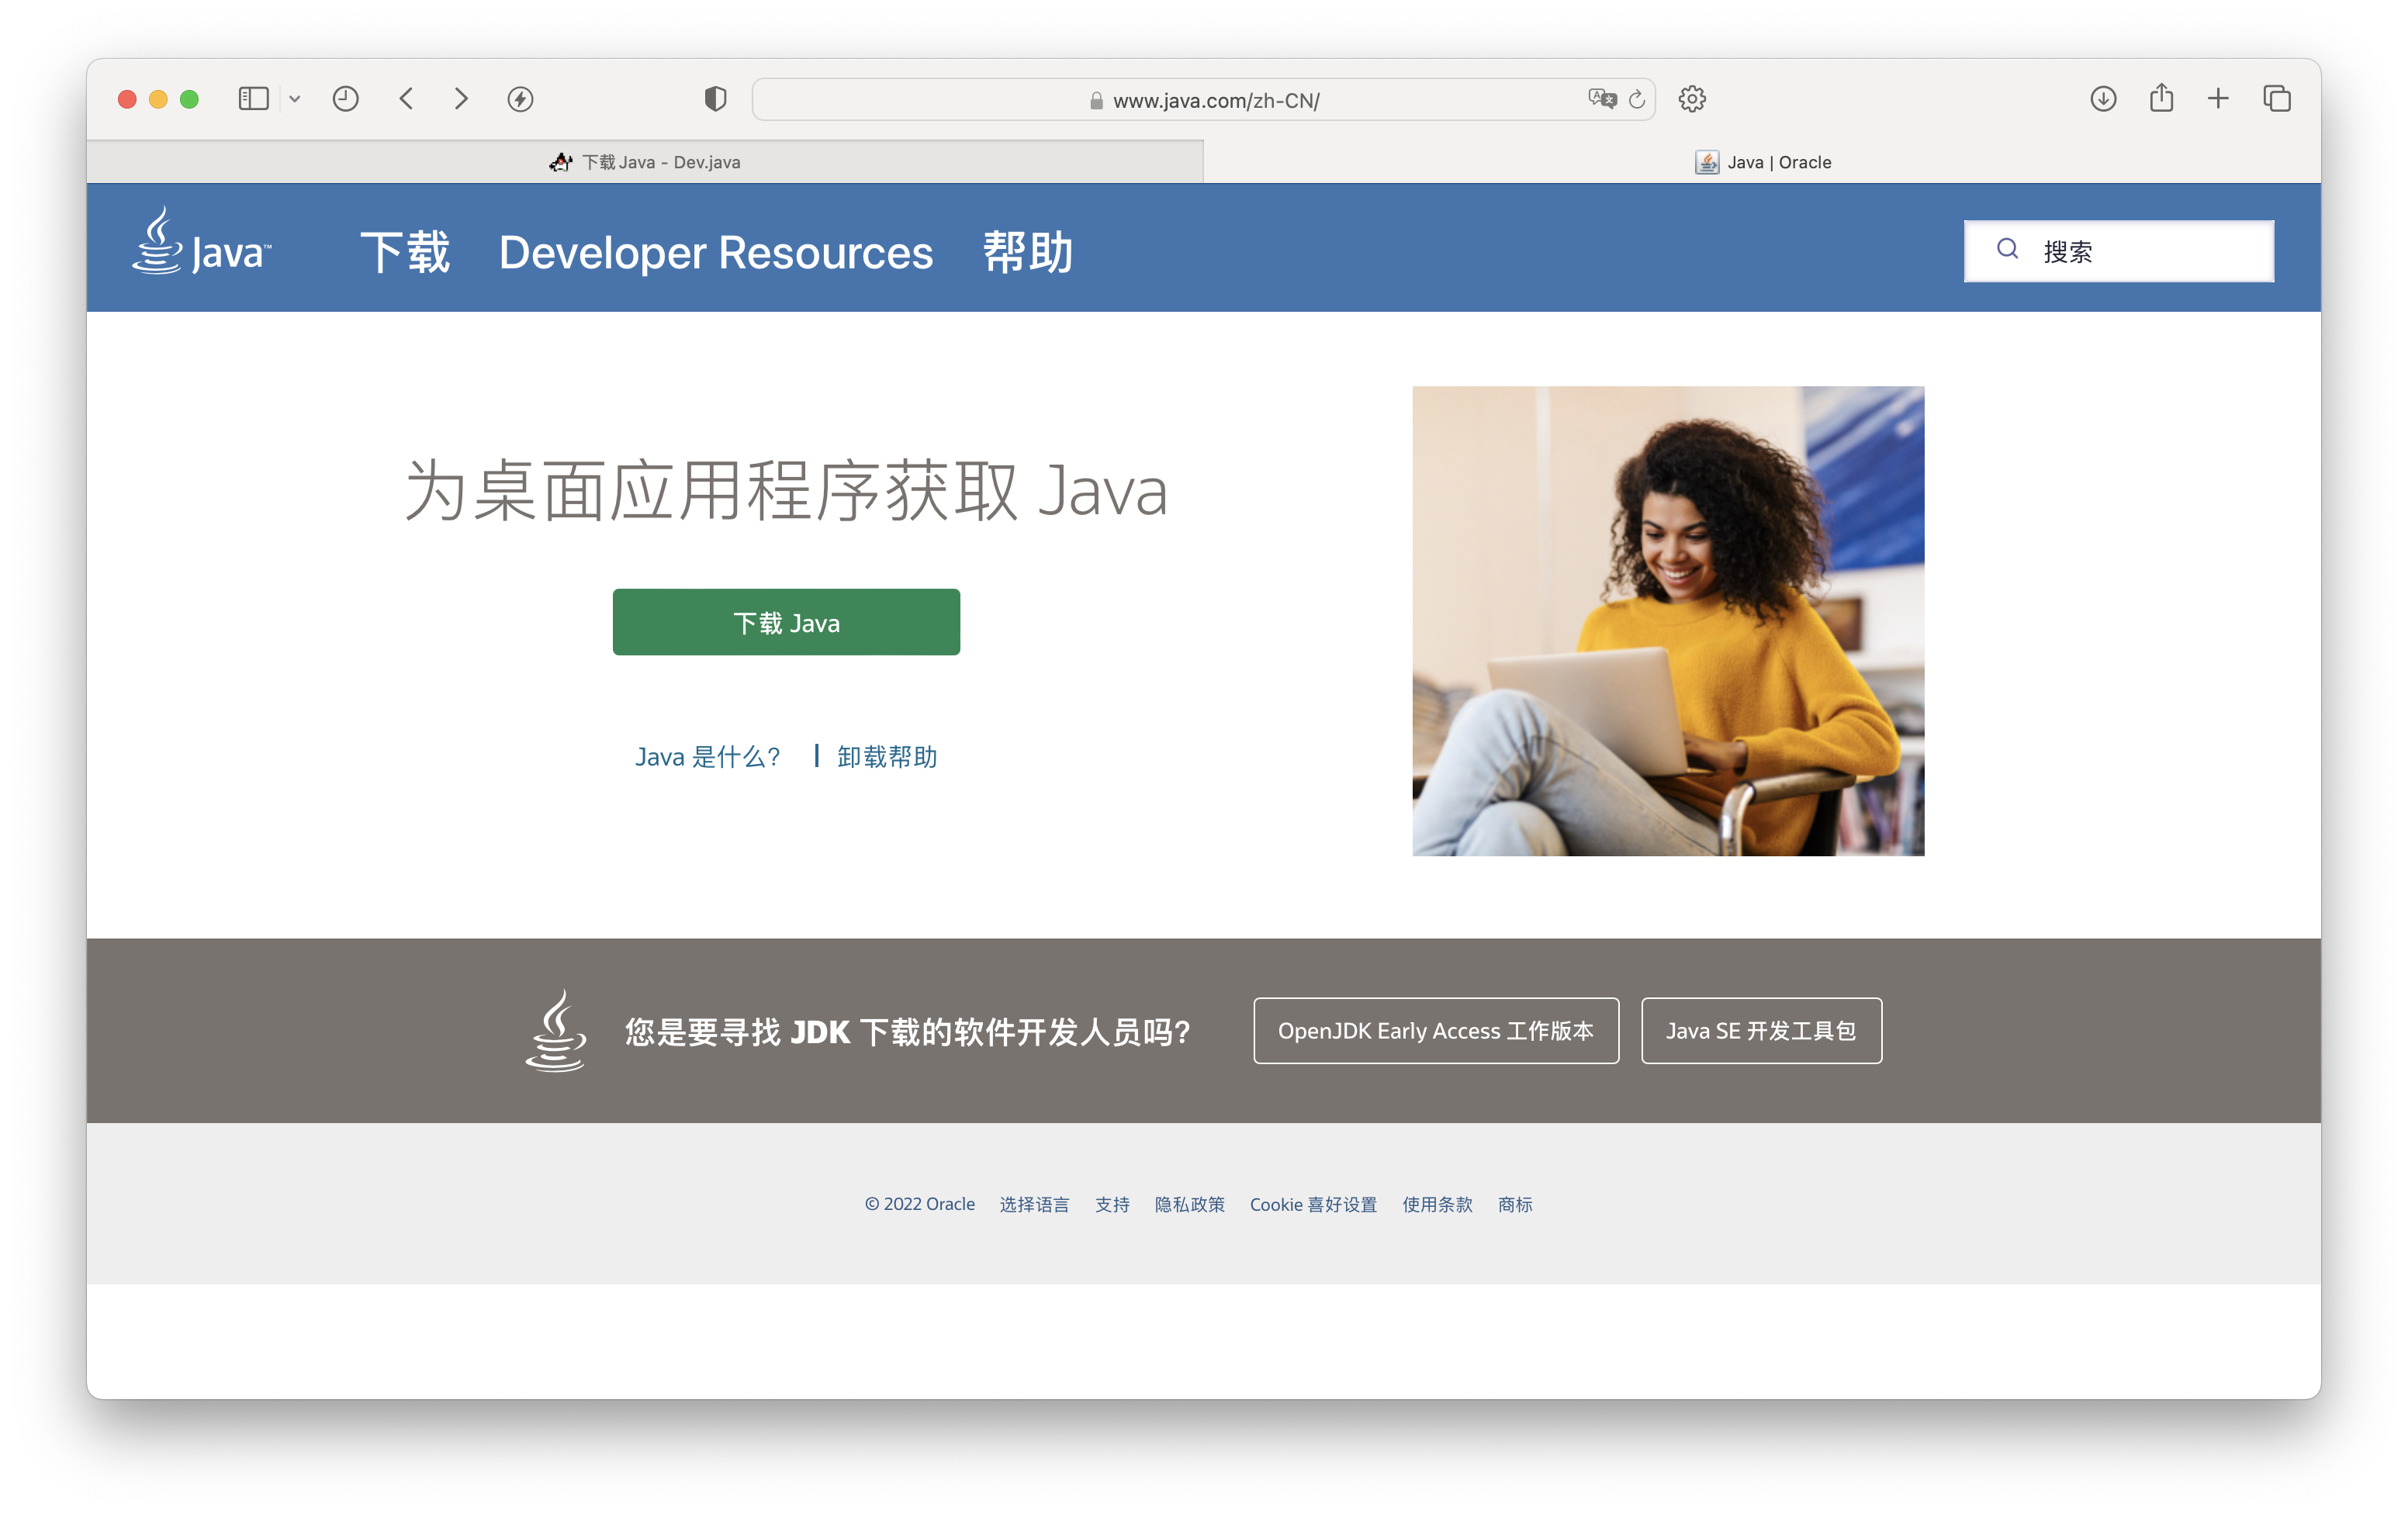 www.java.com/zh-CN/
下载 Java - Dev.java
Java | Oracle
Java™ 下载 Developer Resources 帮助 搜索
为桌面应用程序获取 Java
下载 Java
Java 是什么? | 卸载帮助
您是要寻找 JDK 下载的软件开发人员吗?
OpenJDK Early Access 工作版本
Java SE 开发工具包
© 2022 Oracle 选择语言 支持 隐私政策 Cookie 喜好设置 使用条款 商标